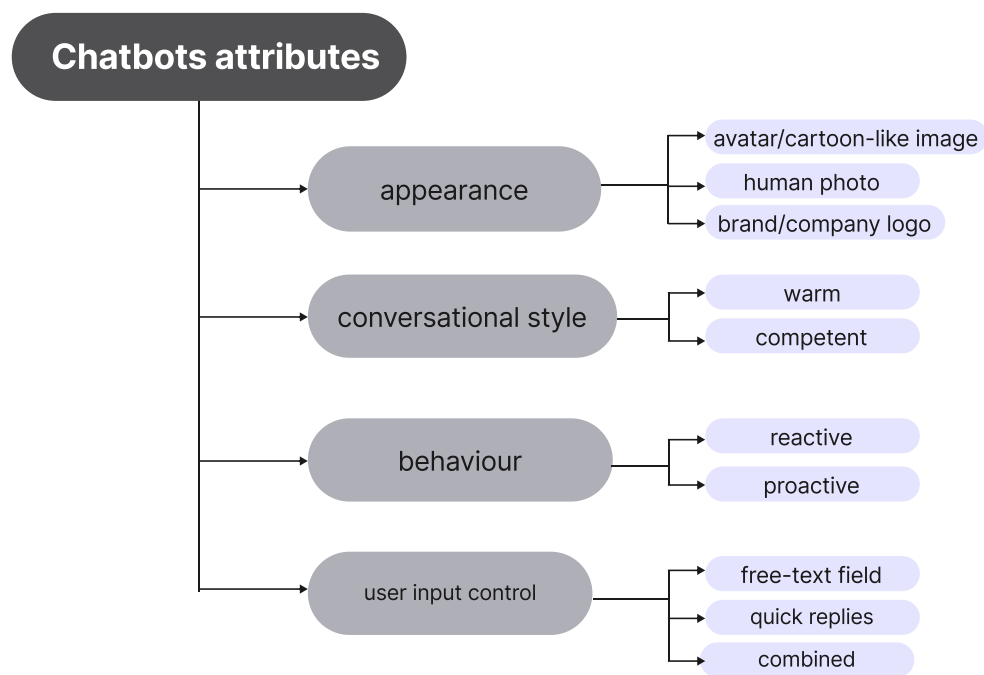 Chatbots attributes
appearance
avatar/cartoon-like image
human photo
brand/company logo
conversational style
warm
competent
behaviour
reactive
proactive
user input control
free-text field
quick replies
combined